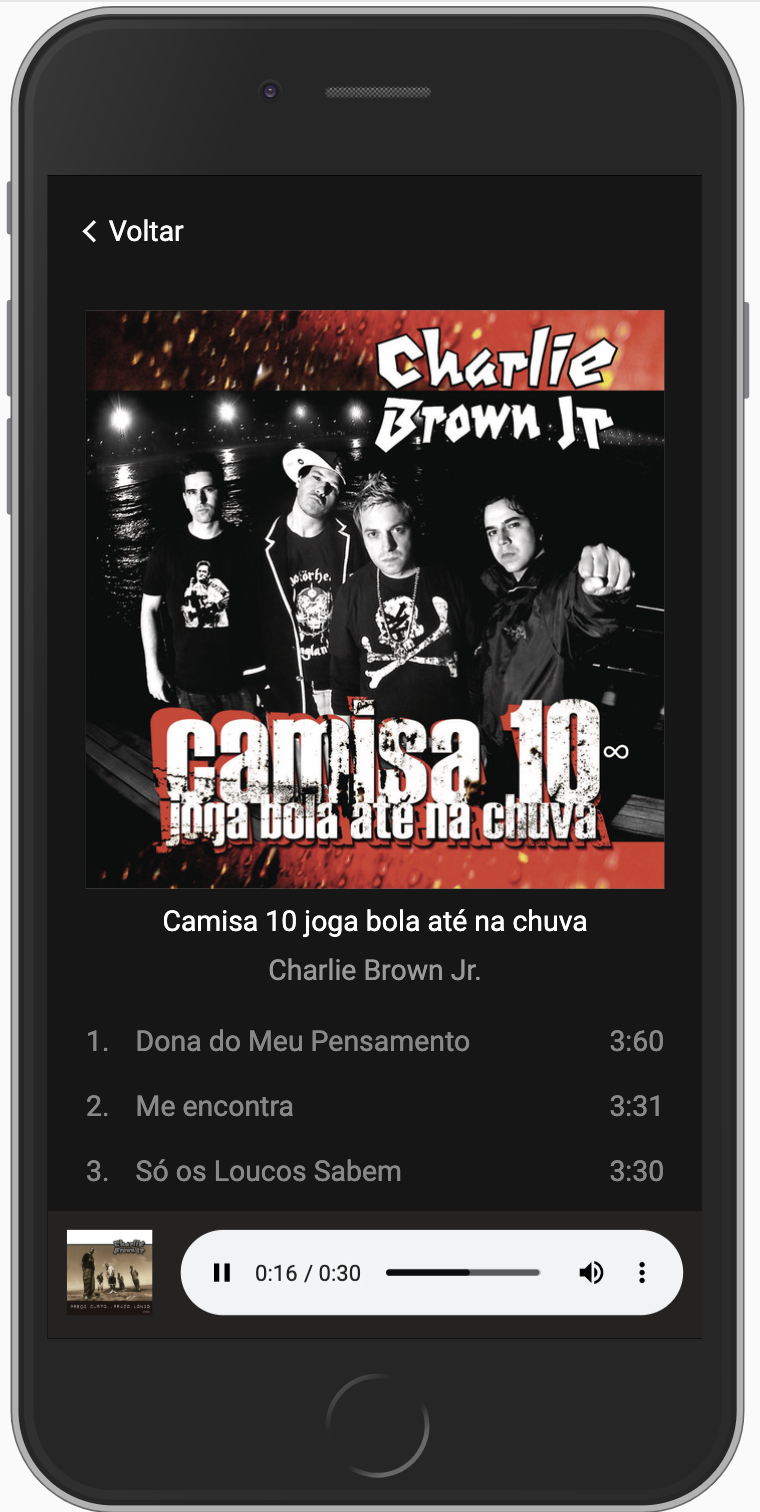 Voltar
Charlie
Brown Jr
Motörhe
England
camisa 10
joga bola até na chuva
Camisa 10 joga bola até na chuva
Charlie Brown Jr.
1. Dona do Meu Pensamento 3:60
2. Me encontra 3:31
3. Só os Loucos Sabem 3:30
Charlie
Brown Jr
0:16 / 0:30